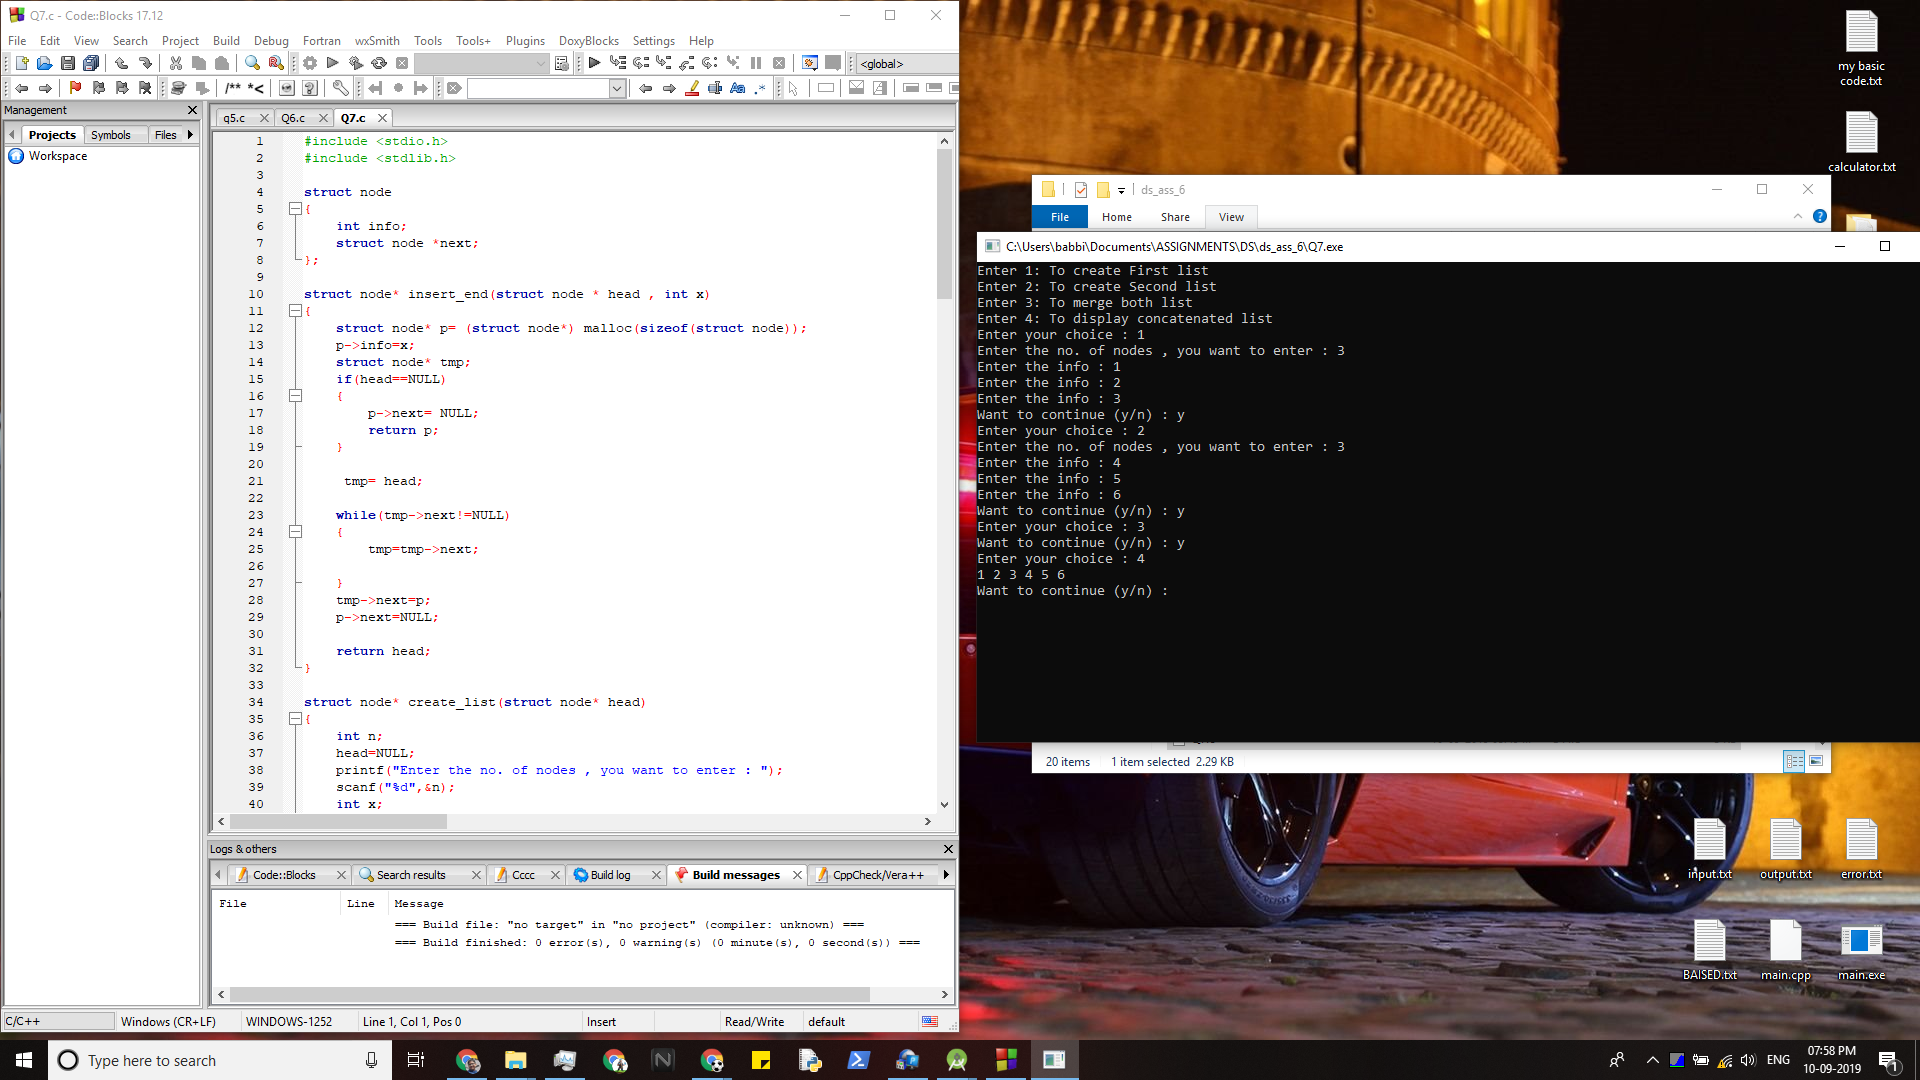 Q7.c - Code::Blocks 17.12
File Edit View Search Project Build Debug Fortran wxSmith Tools Tools+ Plugins DoxyBlocks Settings Help
<global>
/** *<
Management
Projects Symbols Files
Workspace
q5.c Q6.c Q7.c
1 #include <stdio.h>
2 #include <stdlib.h>
3
4 struct node
5 {
6 int info;
7 struct node *next;
8 };
9
10 struct node* insert_end(struct node * head , int x)
11 {
12 struct node* p= (struct node*) malloc(sizeof(struct node));
13 p->info=x;
14 struct node* tmp;
15 if(head==NULL)
16 {
17 p->next= NULL;
18 return p;
19 }
20
21 tmp= head;
22
23 while(tmp->next!=NULL)
24 {
25 tmp=tmp->next;
26
27 }
28 tmp->next=p;
29 p->next=NULL;
30
31 return head;
32 }
33
34 struct node* create_list(struct node* head)
35 {
36 int n;
37 head=NULL;
38 printf("Enter the no. of nodes , you want to enter : ");
39 scanf("%d",&n);
40 int x;
Logs & others
Code::Blocks Search results Cccc Build log Build messages CppCheck/Vera++
File Line Message
=== Build file: "no target" in "no project" (compiler: unknown) ===
=== Build finished: 0 error(s), 0 warning(s) (0 minute(s), 0 second(s)) ===
C/C++ Windows (CR+LF) WINDOWS-1252 Line 1, Col 1, Pos 0 Insert Read/Write default
my basic
code.txt
calculator.txt
ds_ass_6
File Home Share View
C:\Users\babbi\Documents\ASSIGNMENTS\DS\ds_ass_6\Q7.exe
Enter 1: To create First list
Enter 2: To create Second list
Enter 3: To merge both list
Enter 4: To display concatenated list
Enter your choice : 1
Enter the no. of nodes , you want to enter : 3
Enter the info : 1
Enter the info : 2
Enter the info : 3
Want to continue (y/n) : y
Enter your choice : 2
Enter the no. of nodes , you want to enter : 3
Enter the info : 4
Enter the info : 5
Enter the info : 6
Want to continue (y/n) : y
Enter your choice : 3
Want to continue (y/n) : y
Enter your choice : 4
1 2 3 4 5 6
Want to continue (y/n) :
20 items 1 item selected 2.29 KB
input.txt output.txt error.txt
BAISED.txt main.cpp main.exe
Type here to search
ENG
07:58 PM
10-09-2019
1